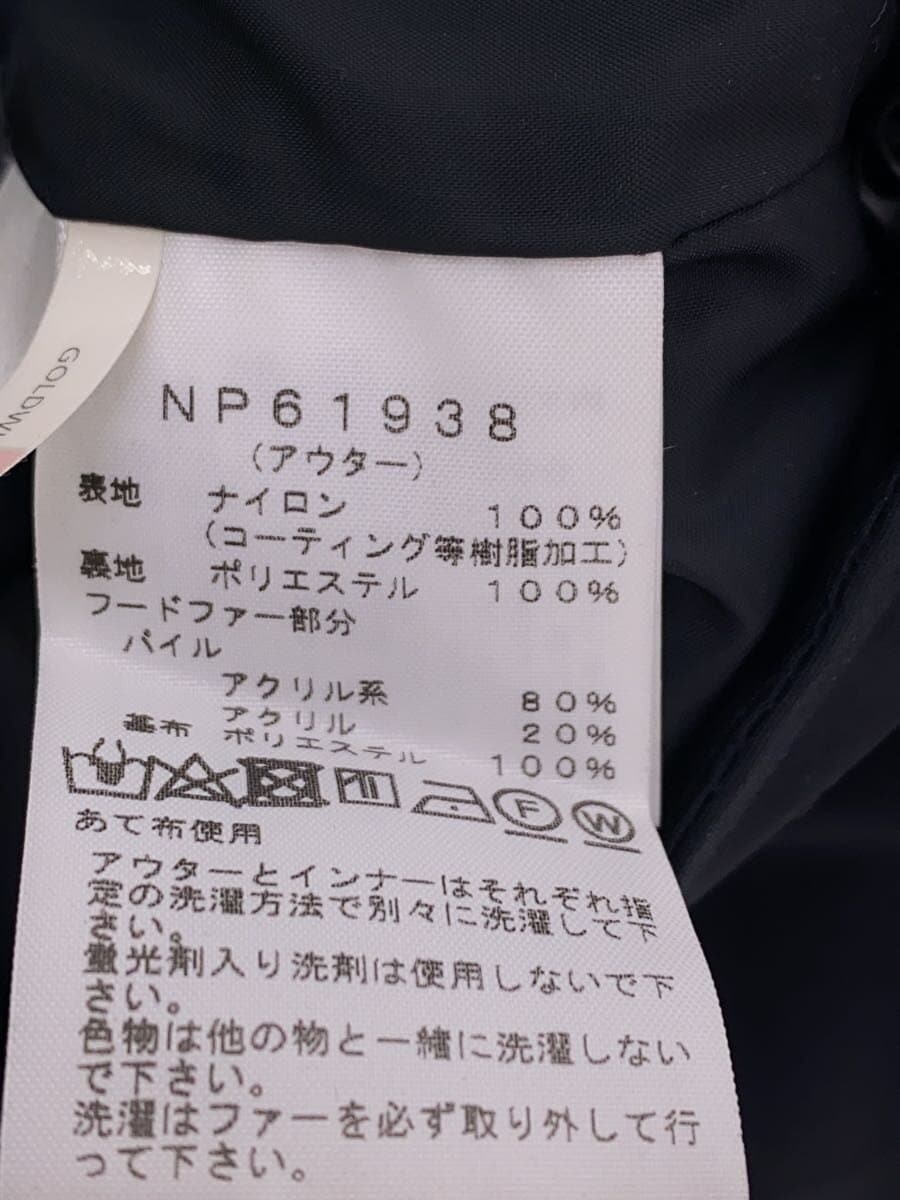 GOLDWI
NP61938
(アウター)
表地 ナイロン 100%
(コーティング等樹脂加工)
裏地 ポリエステル 100%
フードファー部分
パイル
アクリル系 80%
アクリル 20%
基布 ポリエステル 100%
F W
あて布使用
アウターとインナーはそれぞれ指
定の洗濯方法で別々に洗濯して下
さい。
蛍光剤入り洗剤は使用しないで下
さい。
色物は他の物と一緒に洗濯しない
で下さい。
洗濯はファーを必ず取り外して行
って下さい。